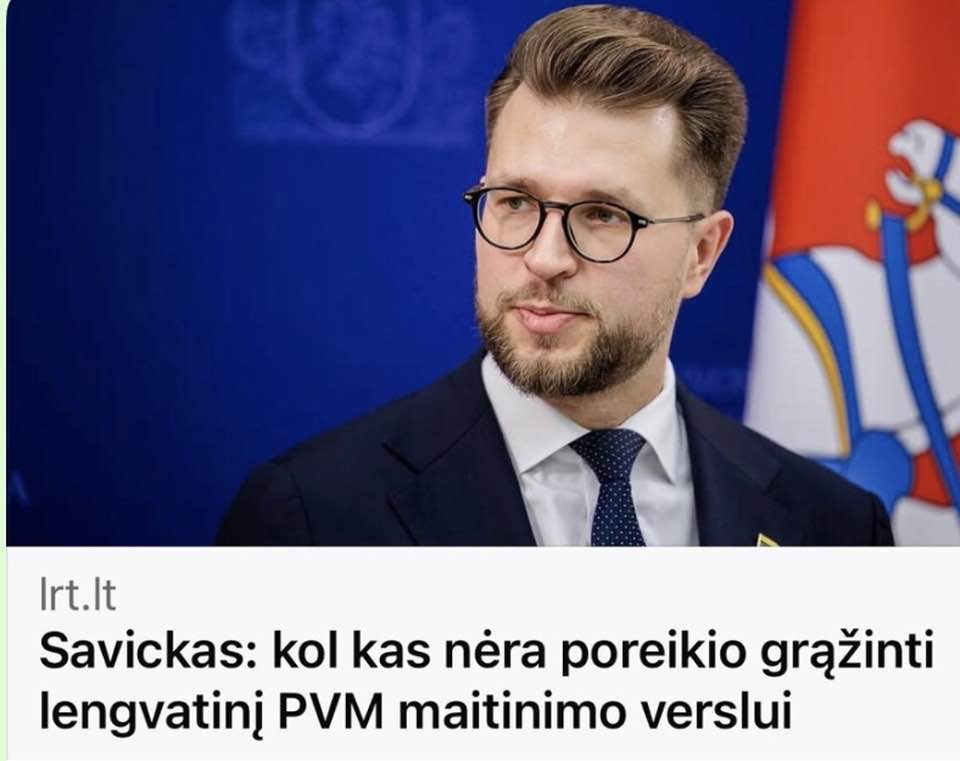 lrt.lt
Savickas: kol kas nėra poreikio grąžinti
lengvatinį PVM maitinimo verslui